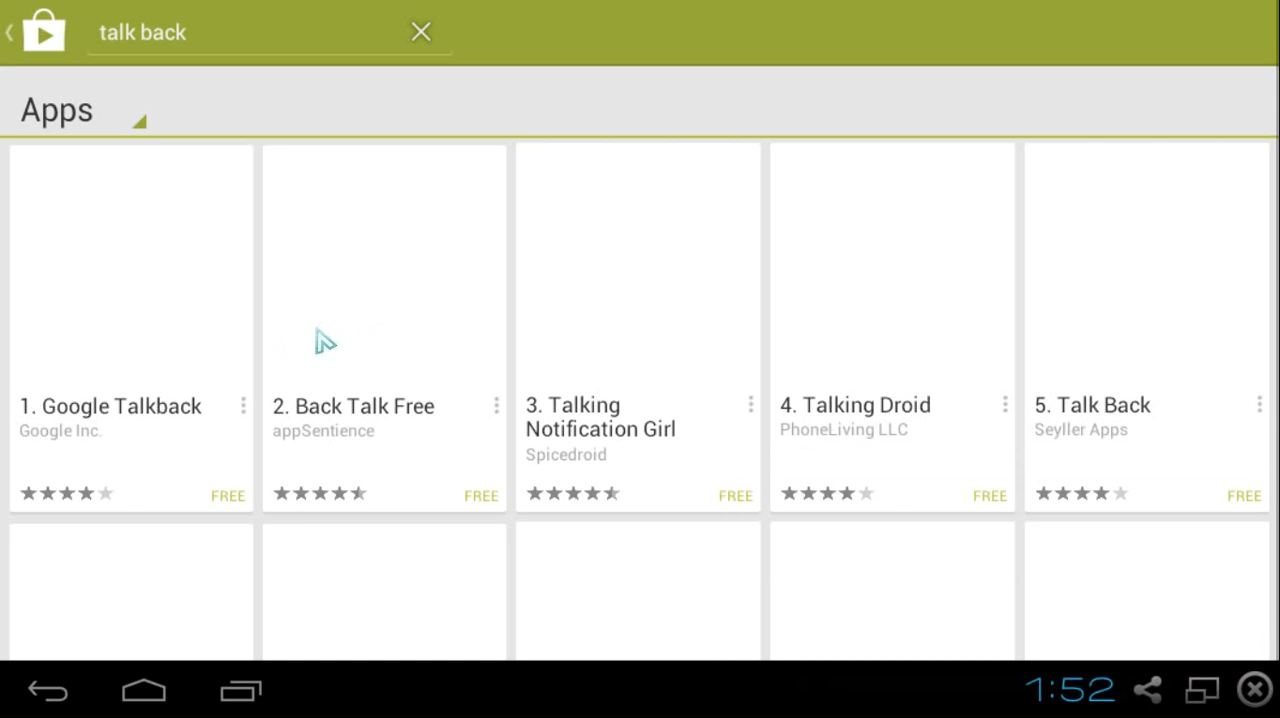 talk back
Apps
1. Google Talkback
Google Inc.
FREE
2. Back Talk Free
appSentience
FREE
3. Talking
Notification Girl
Spicedroid
FREE
4. Talking Droid
PhoneLiving LLC
FREE
5. Talk Back
Seyller Apps
FREE
1:52